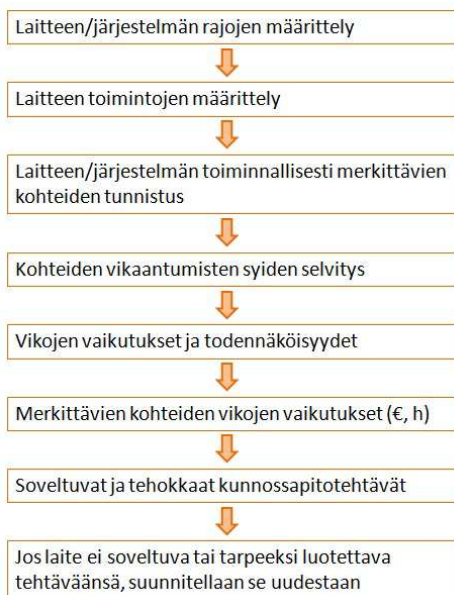 Laitteen/järjestelmän rajojen määrittely
Laitteen toimintojen määrittely
Laitteen/järjestelmän toiminnallisesti merkittävien
kohteiden tunnistus
Kohteiden vikaantumisten syiden selvitys
Vikojen vaikutukset ja todennäköisyydet
Merkittävien kohteiden vikojen vaikutukset (€, h)
Soveltuvat ja tehokkaat kunnossapitotehtävät
Jos laite ei soveltuva tai tarpeeksi luotettava
tehtäväänsä, suunnitellaan se uudestaan